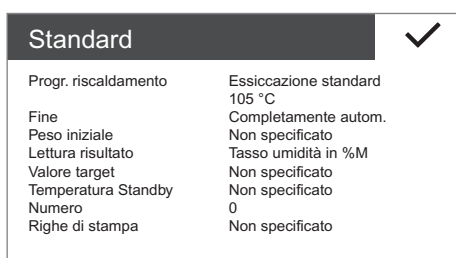 Standard
Progr. riscaldamento Essiccazione standard
105 °C
Fine Completamente autom.
Peso iniziale Non specificato
Lettura risultato Tasso umidità in %M
Valore target Non specificato
Temperatura Standby Non specificato
Numero 0
Righe di stampa Non specificato